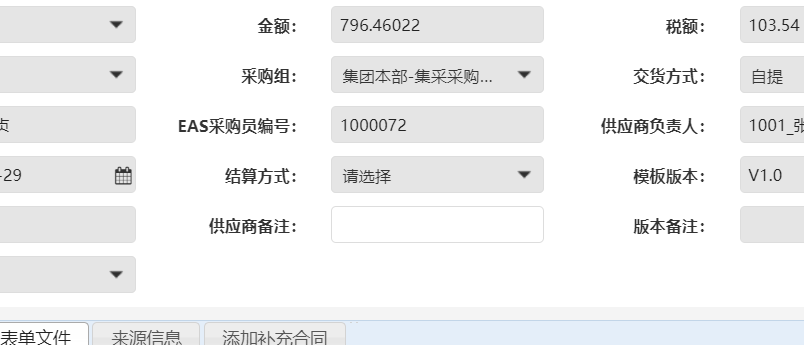 金额： 796.46022 税额： 103.54
采购组： 集团本部-集采采购... 交货方式： 自提
贞 EAS采购员编号： 1000072 供应商负责人： 1001_张
-29 结算方式： 请选择 模板版本： V1.0
供应商备注： 版本备注：
表单文件 来源信息 添加补充合同